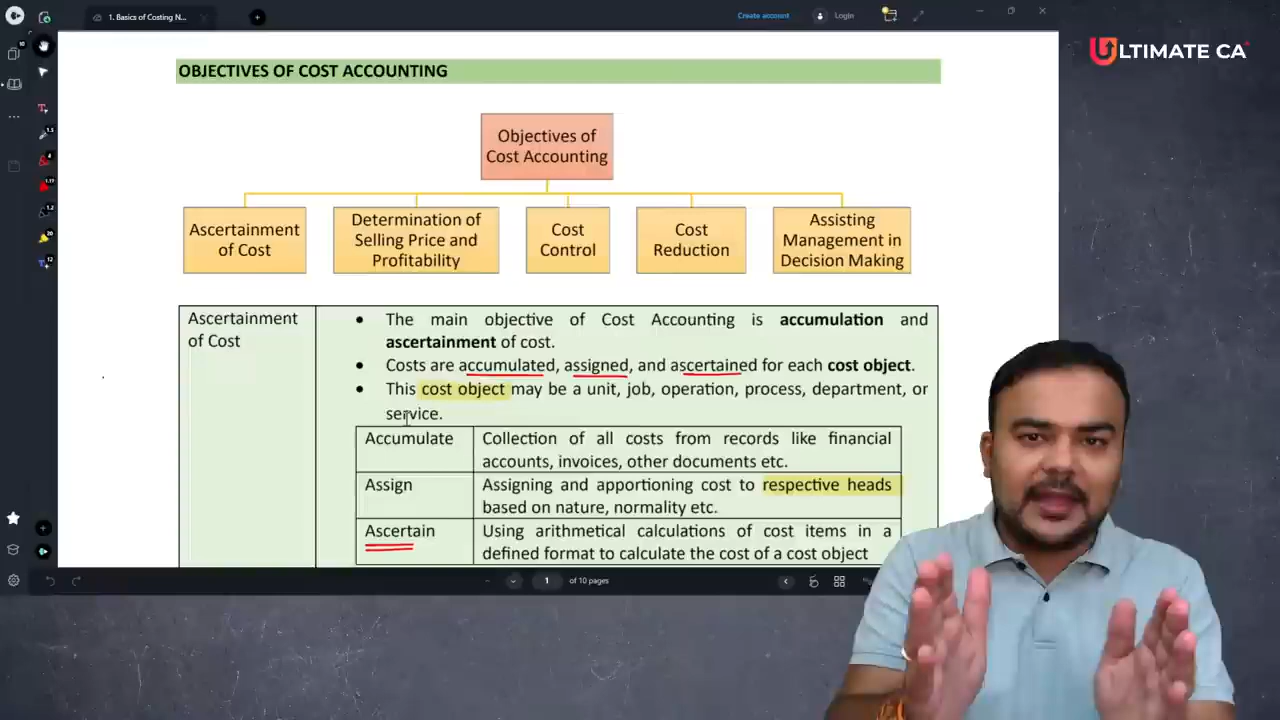 1. Basics of Costing N...
Create account
Login
ULTIMATE CA
OBJECTIVES OF COST ACCOUNTING
Objectives of
Cost Accounting
Ascertainment
of Cost
Determination of
Selling Price and
Profitability
Cost
Control
Cost
Reduction
Assisting
Management in
Decision Making
Ascertainment
of Cost
• The main objective of Cost Accounting is accumulation and
ascertainment of cost.
• Costs are accumulated, assigned, and ascertained for each cost object.
• This cost object may be a unit, job, operation, process, department, or
service.
Accumulate
Collection of all costs from records like financial
accounts, invoices, other documents etc.
Assign
Assigning and apportioning cost to respective heads
based on nature, normality etc.
Ascertain
Using arithmetical calculations of cost items in a
defined format to calculate the cost of a cost object
1 of 10 pages